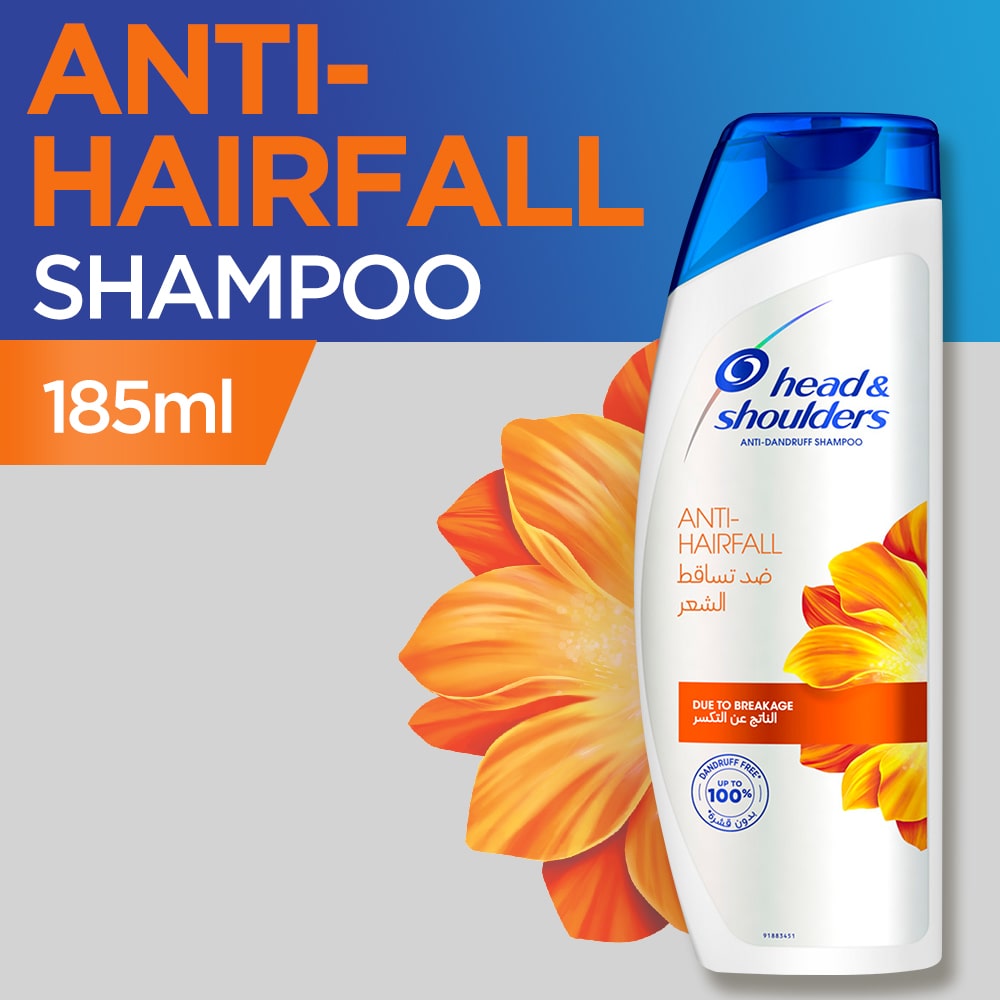 ANTI-
HAIRFALL
SHAMPOO
185ml
head &
shoulders
ANTI-DANDRUFF SHAMPOO
ANTI-
HAIRFALL
ضد تساقط
الشعر
DUE TO BREAKAGE
الناتج عن التكسر
DANDRUFF FREE*
UP TO
100%
بدون قشرة*
91883451